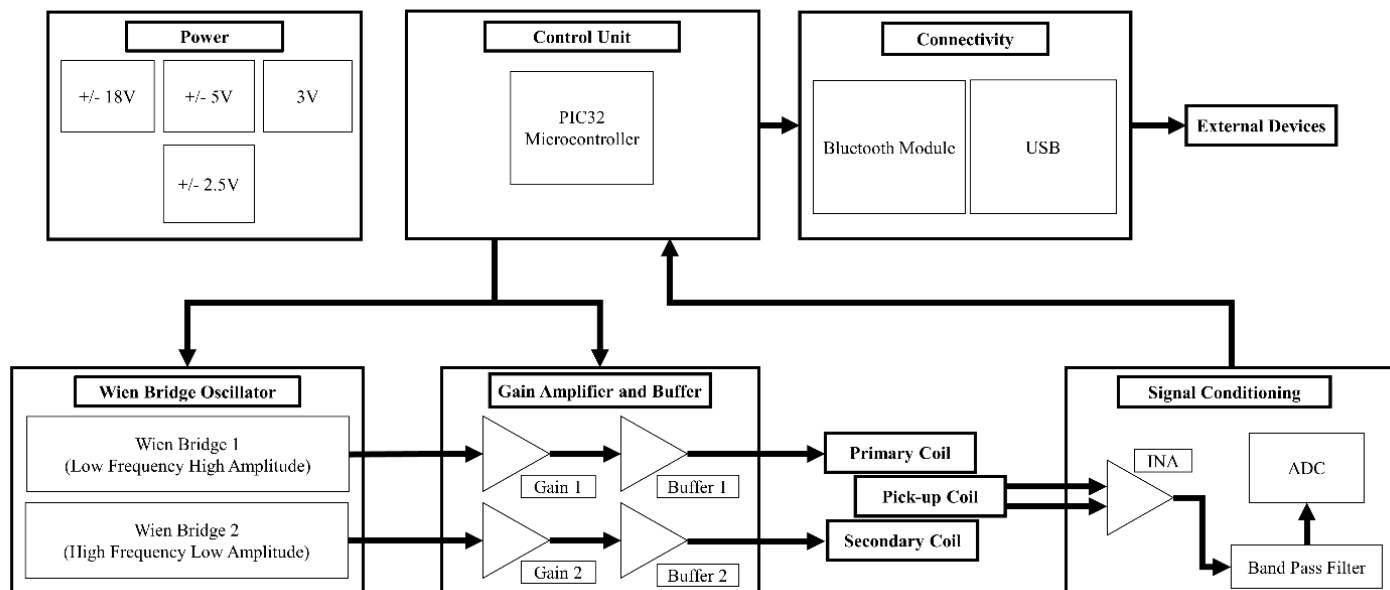 Power
+/- 18V
+/- 5V
3V
+/- 2.5V
Control Unit
PIC32
Microcontroller
Connectivity
Bluetooth Module
USB
External Devices
Wien Bridge Oscillator
Wien Bridge 1
(Low Frequency High Amplitude)
Wien Bridge 2
(High Frequency Low Amplitude)
Gain Amplifier and Buffer
Gain 1
Buffer 1
Gain 2
Buffer 2
Primary Coil
Pick-up Coil
Secondary Coil
Signal Conditioning
INA
ADC
Band Pass Filter